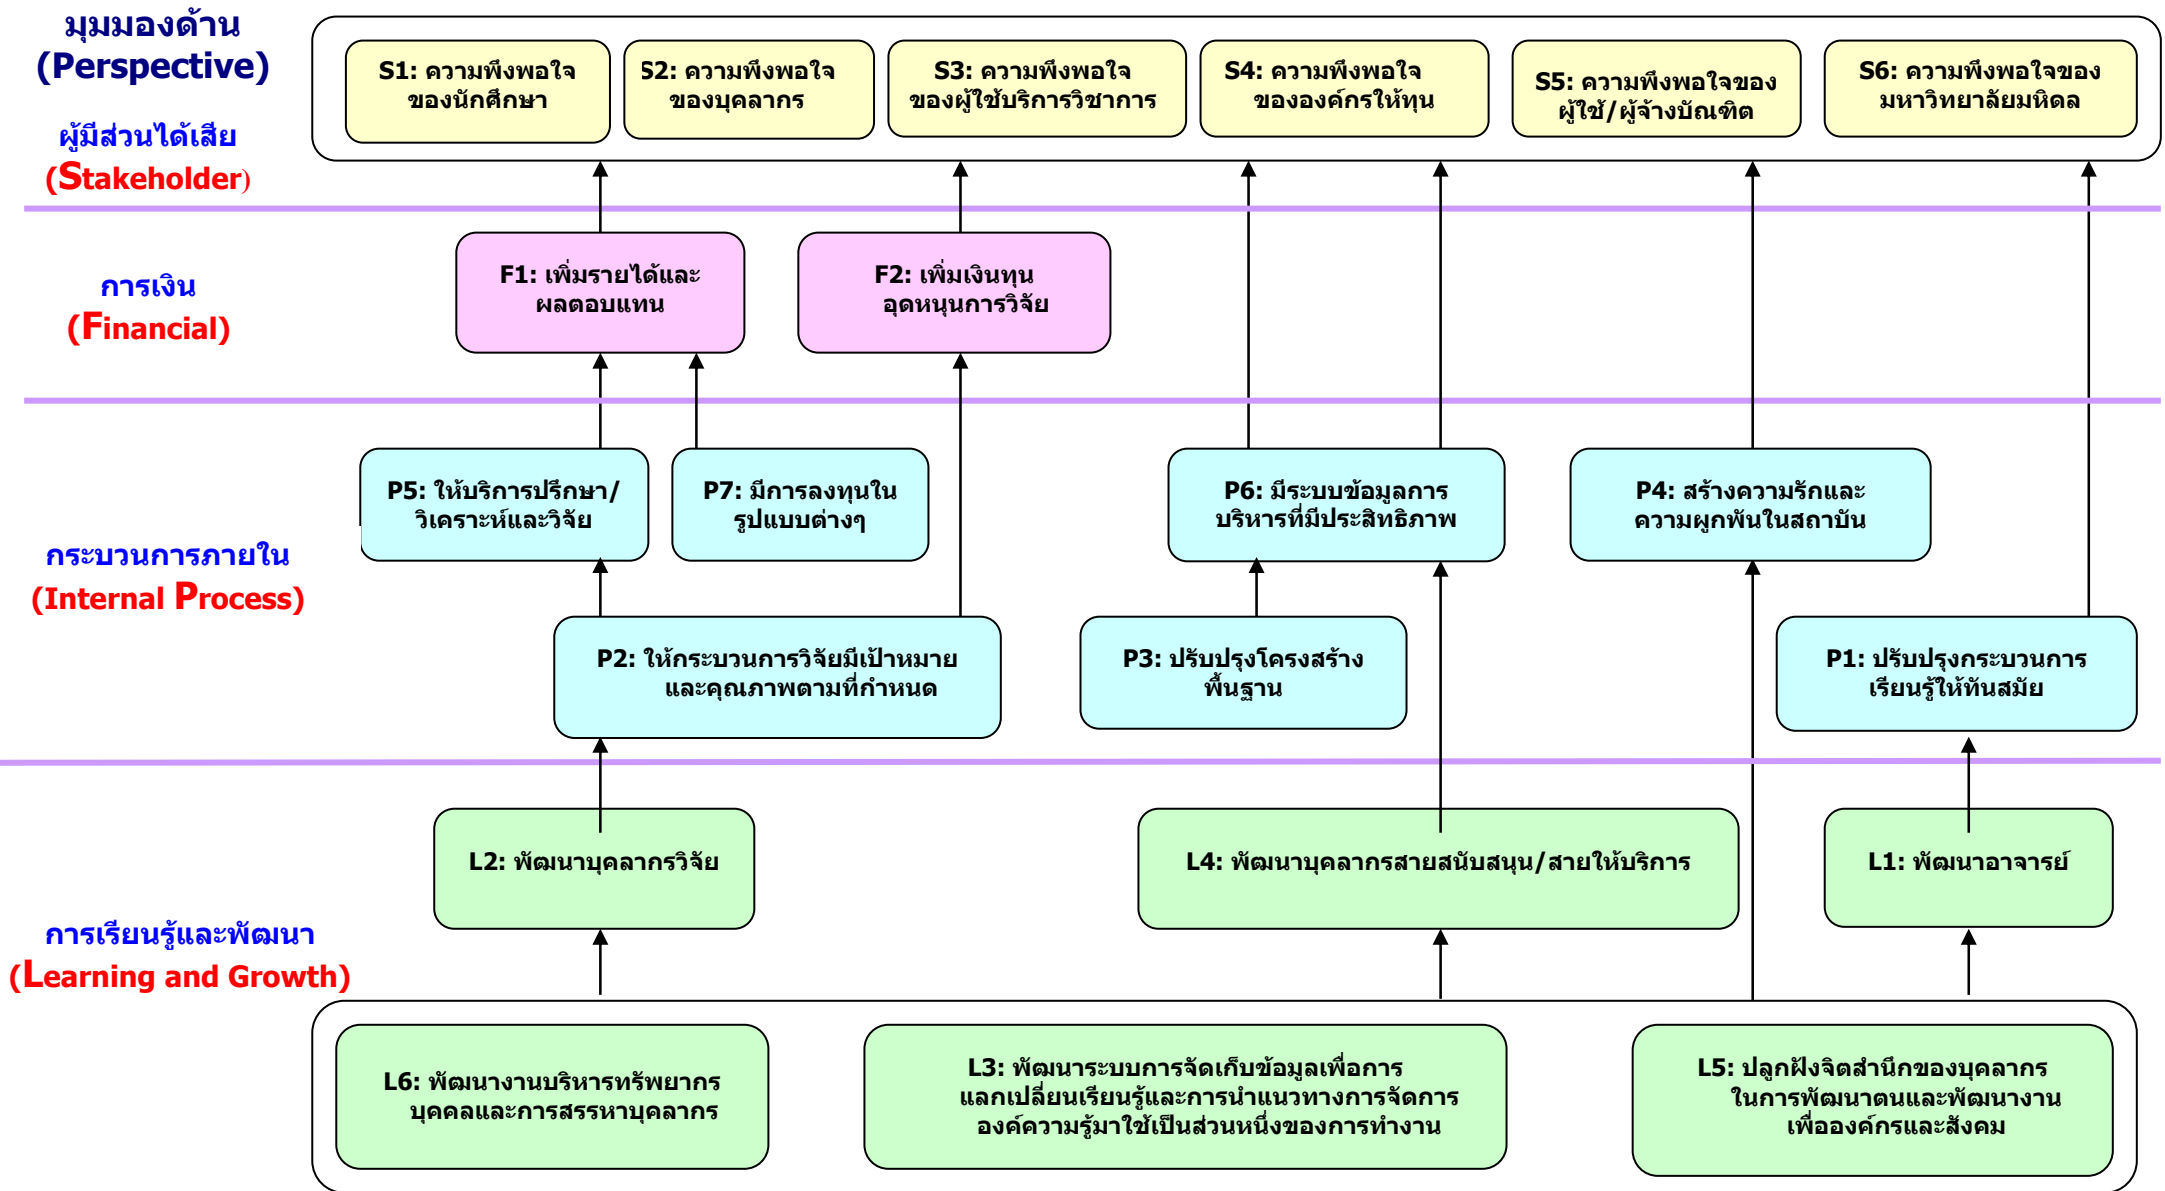 มุมมองด้าน
(Perspective)
S1: ความพึงพอใจ
ของนักศึกษา
S2: ความพึงพอใจ
ของบุคลากร
S3: ความพึงพอใจ
ของผู้ใช้บริการวิชาการ
S4: ความพึงพอใจ
ขององค์กรให้ทุน
S5: ความพึงพอใจของ
ผู้ใช้/ผู้จ้างบัณฑิต
S6: ความพึงพอใจของ
มหาวิทยาลัยมหิดล
ผู้มีส่วนได้เสีย
(Stakeholder)
การเงิน
(Financial)
F1: เพิ่มรายได้และ
ผลตอบแทน
F2: เพิ่มเงินทุน
อุดหนุนการวิจัย
กระบวนการภายใน
(Internal Process)
P5: ให้บริการปรึกษา/
วิเคราะห์และวิจัย
P7: มีการลงทุนใน
รูปแบบต่างๆ
P6: มีระบบข้อมูลการ
บริหารที่มีประสิทธิภาพ
P4: สร้างความรักและ
ความผูกพันในสถาบัน
P2: ให้กระบวนการวิจัยมีเป้าหมาย
และคุณภาพตามที่กำหนด
P3: ปรับปรุงโครงสร้าง
พื้นฐาน
P1: ปรับปรุงกระบวนการ
เรียนรู้ให้ทันสมัย
การเรียนรู้และพัฒนา
(Learning and Growth)
L2: พัฒนาบุคลากรวิจัย
L4: พัฒนาบุคลากรสายสนับสนุน/สายให้บริการ
L1: พัฒนาอาจารย์
L6: พัฒนางานบริหารทรัพยากร
บุคคลและการสรรหาบุคลากร
L3: พัฒนาระบบการจัดเก็บข้อมูลเพื่อการ
แลกเปลี่ยนเรียนรู้และการนำแนวทางการจัดการ
องค์ความรู้มาใช้เป็นส่วนหนึ่งของการทำงาน
L5: ปลูกฝังจิตสำนึกของบุคลากร
ในการพัฒนาตนและพัฒนางาน
เพื่อองค์กรและสังคม